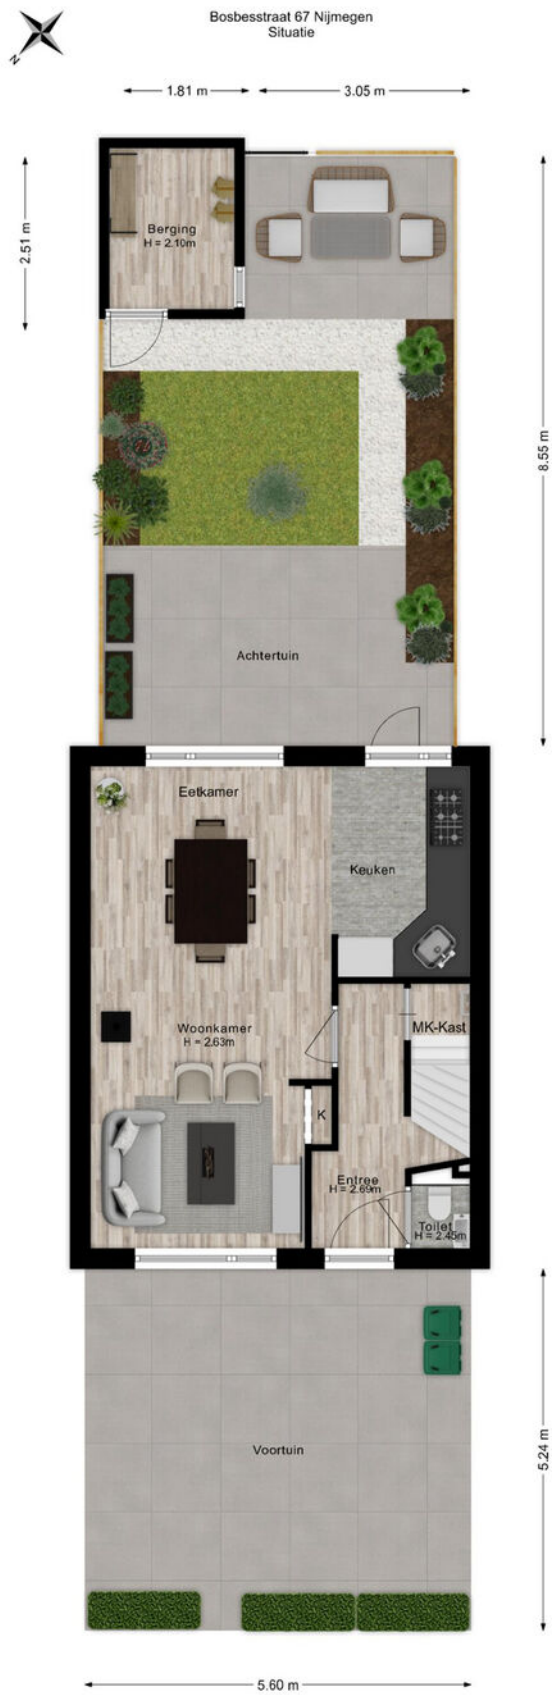 Bosbesstraat 67 Nijmegen
Situatie
N
1.81 m
3.05 m
2.51 m
Berging
H = 2.10m
8.55 m
Achtertuin
Eetkamer
Keuken
Woonkamer
H = 2.63m
MK-Kast
K
Entree
H = 2.69m
Toilet
H = 2.45m
Voortuin
5.24 m
5.60 m